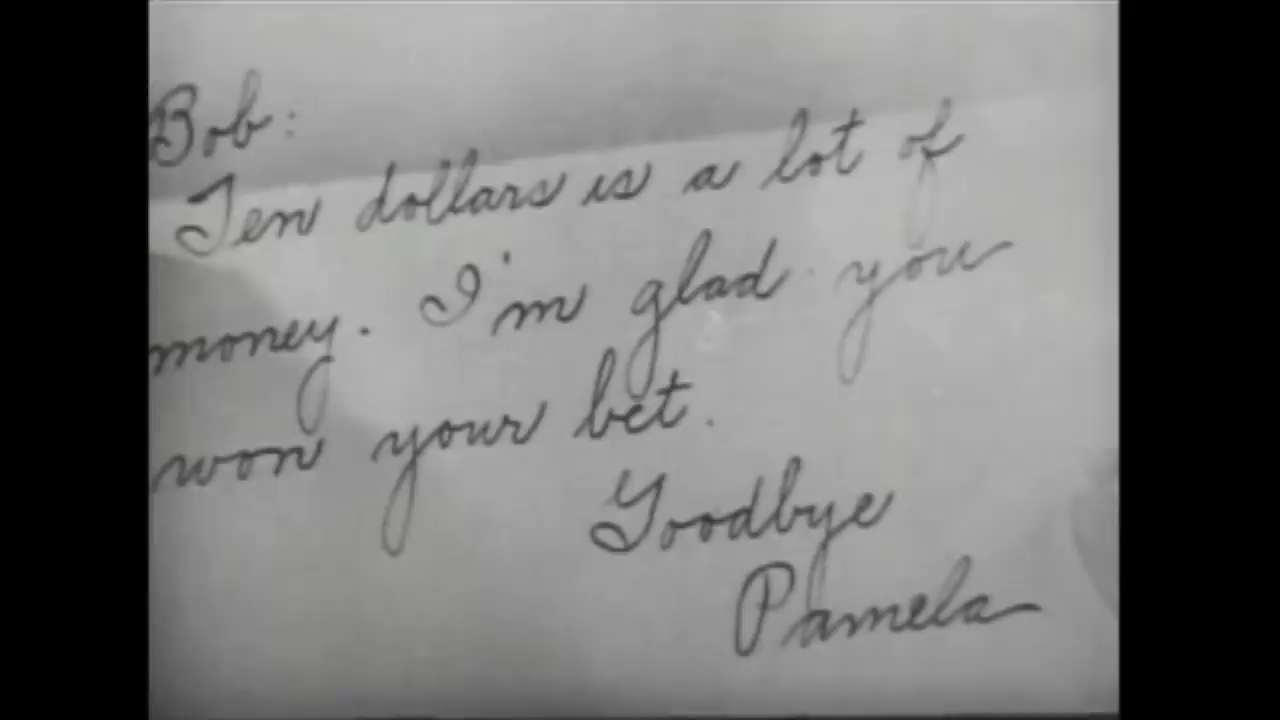 Bob:
Ten dollars is a lot of
money. I'm glad you
won your bet.
Goodbye
Pamela